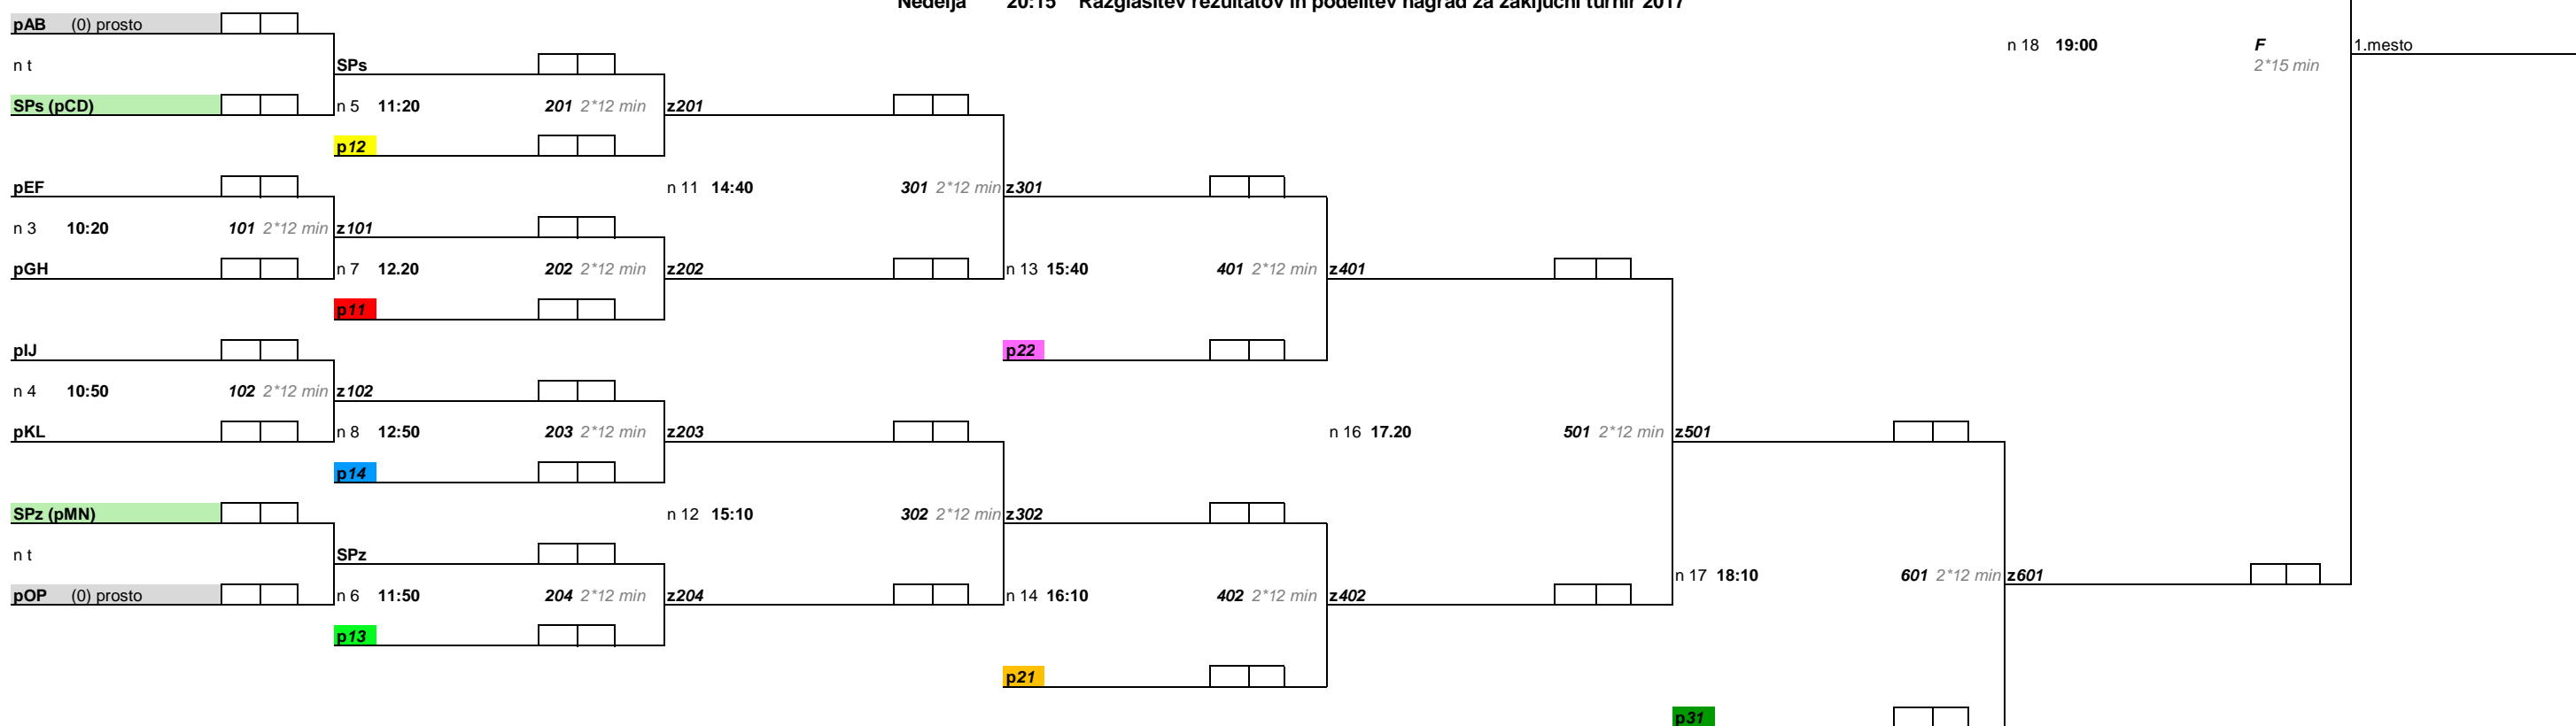 Nedelja 20:15 Razglasitev rezultatov in podelitev nagrad za zaključni turnir 2017
pAB (0) prosto
n 18 19:00 F 1.mesto
n t SPs 2*15 min
SPs (pCD) n 5 11:20 201 2*12 min z201
p12
pEF n 11 14:40 301 2*12 min z301
n 3 10:20 101 2*12 min z101
pGH n 7 12.20 202 2*12 min z202 n 13 15:40 401 2*12 min z401
p11
pIJ p22
n 4 10:50 102 2*12 min z102
pKL n 8 12:50 203 2*12 min z203 n 16 17.20 501 2*12 min z501
p14
SPz (pMN) n 12 15:10 302 2*12 min z302
n t SPz
n 17 18:10 601 2*12 min z601
pOP (0) prosto n 6 11:50 204 2*12 min z204 n 14 16:10 402 2*12 min z402
p13
p21
p31